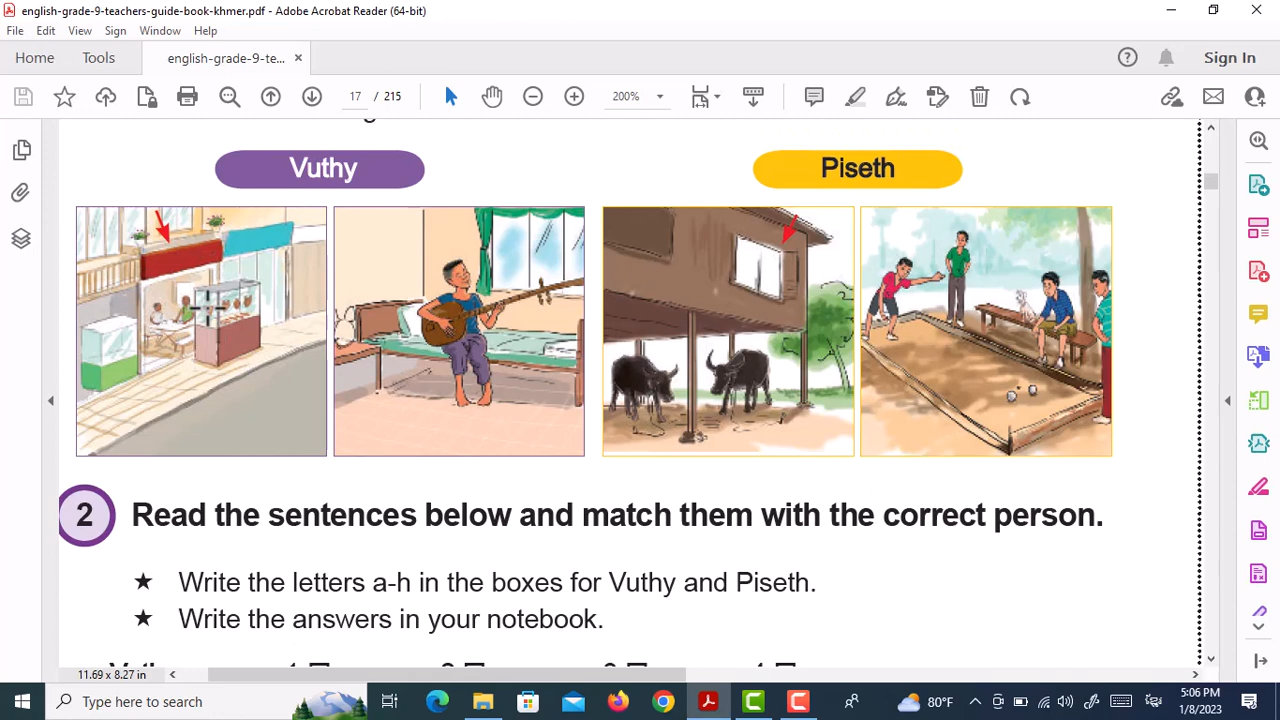 english-grade-9-teachers-guide-book-khmer.pdf - Adobe Acrobat Reader (64-bit)
File Edit View Sign Window Help
Home Tools english-grade-9-te... × Sign In
17 / 215 200%
Vuthy Piseth
2 Read the sentences below and match them with the correct person.
★ Write the letters a-h in the boxes for Vuthy and Piseth.
★ Write the answers in your notebook.
11.69 x 8.27 in
Type here to search
80°F
5:06 PM
1/8/2023